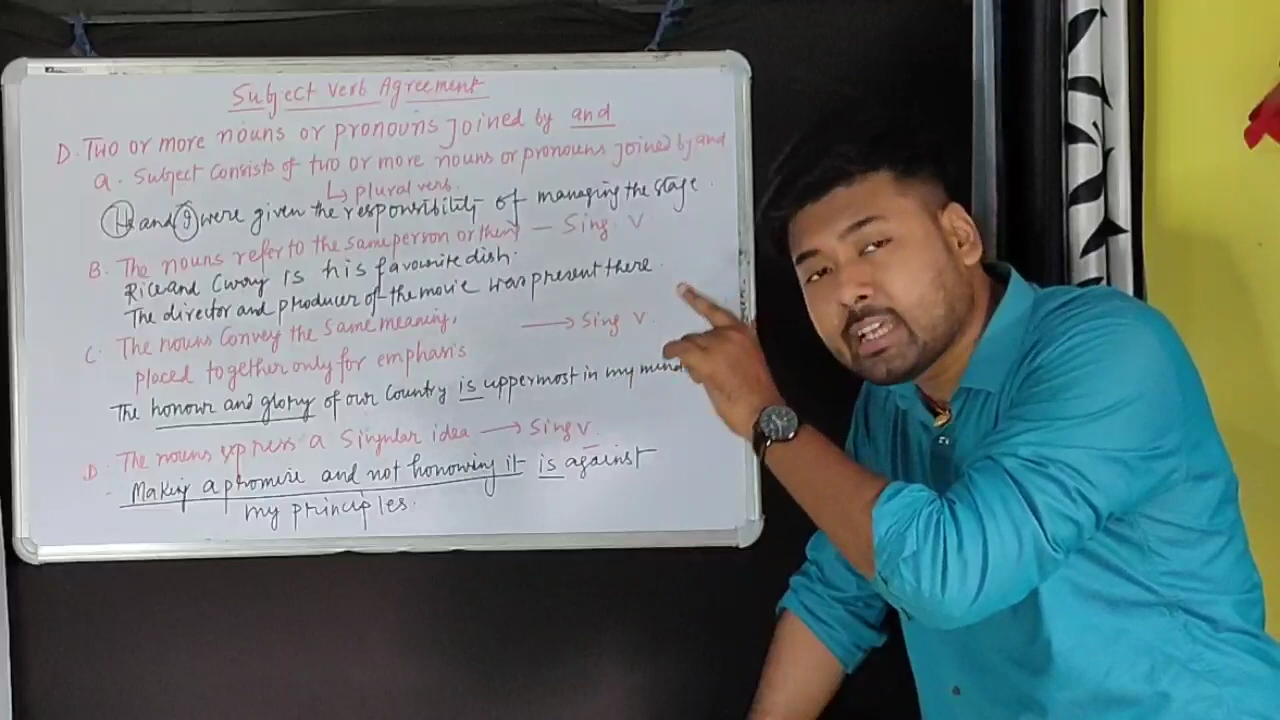 Subject Verb Agreement
D. Two or more nouns or pronouns joined by and
a. Subject consists of two or more nouns or pronouns joined by and
↳ plural verb.
He and I were given the responsibility of managing the stage.
B. The nouns refer to the same person or them — Sing. V
Rice and Curry is his favourite dish.
The director and producer of the movie was present there.
C. The nouns Convey the Same meaning, → Sing V.
placed together only for emphasis
The honour and glory of our Country is uppermost in my mind
D. The nouns express a Singular idea → Sing V.
Making a promise and not honouring it is against
my principles.